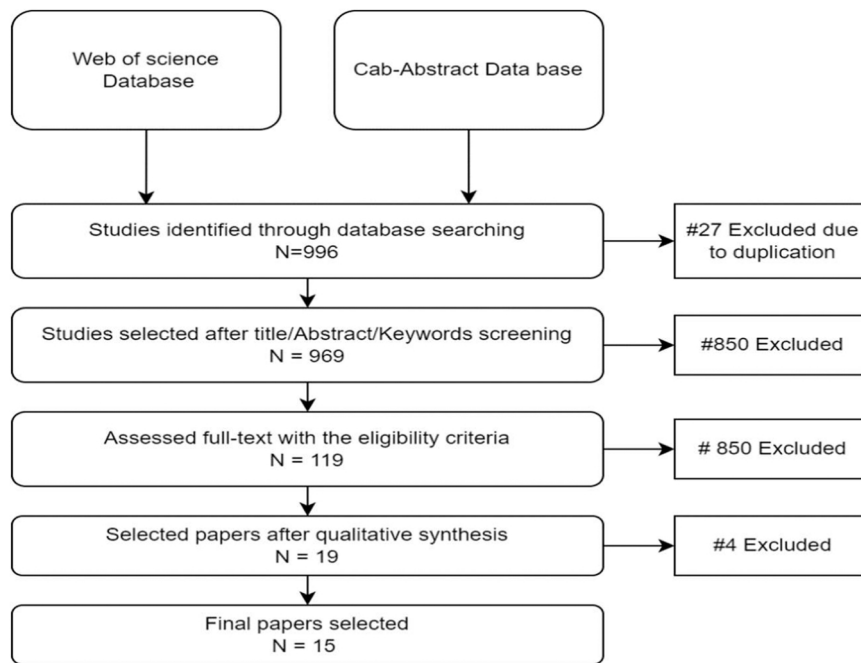 Web of science
Database
Cab-Abstract Data base
Studies identified through database searching
N=996
#27 Excluded due
to duplication
Studies selected after title/Abstract/Keywords screening
N = 969
#850 Excluded
Assessed full-text with the eligibility criteria
N = 119
# 850 Excluded
Selected papers after qualitative synthesis
N = 19
#4 Excluded
Final papers selected
N = 15